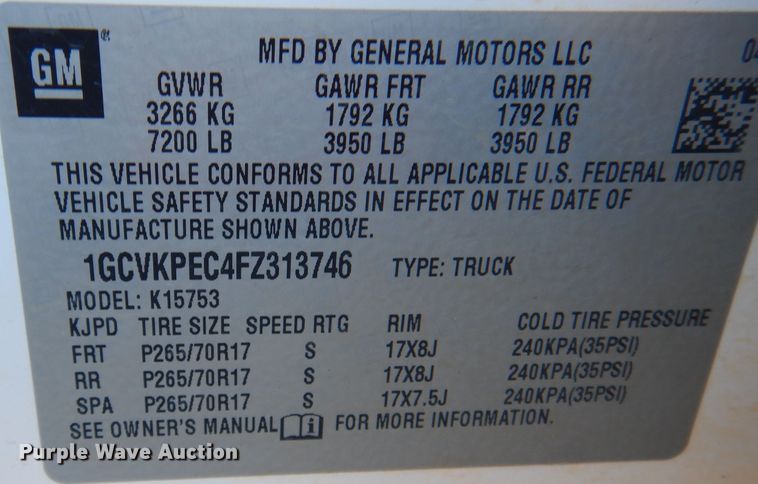 GM®
MFD BY GENERAL MOTORS LLC 04
GVWR GAWR FRT GAWR RR
3266 KG 1792 KG 1792 KG
7200 LB 3950 LB 3950 LB
THIS VEHICLE CONFORMS TO ALL APPLICABLE U.S. FEDERAL MOTOR
VEHICLE SAFETY STANDARDS IN EFFECT ON THE DATE OF
MANUFACTURE SHOWN ABOVE.
1GCVKPEC4FZ313746 TYPE: TRUCK
MODEL: K15753
KJPD TIRE SIZE SPEED RTG RIM COLD TIRE PRESSURE
FRT P265/70R17 S 17X8J 240KPA(35PSI)
RR P265/70R17 S 17X8J 240KPA(35PSI)
SPA P265/70R17 S 17X7.5J 240KPA(35PSI)
SEE OWNER'S MANUAL i FOR MORE INFORMATION.
Purple Wave Auction